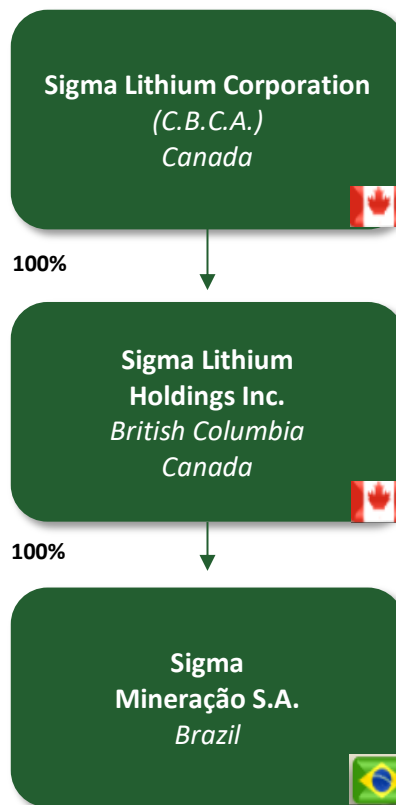 Sigma Lithium Corporation
(C.B.C.A.)
Canada
100%
Sigma Lithium
Holdings Inc.
British Columbia
Canada
100%
Sigma
Mineração S.A.
Brazil